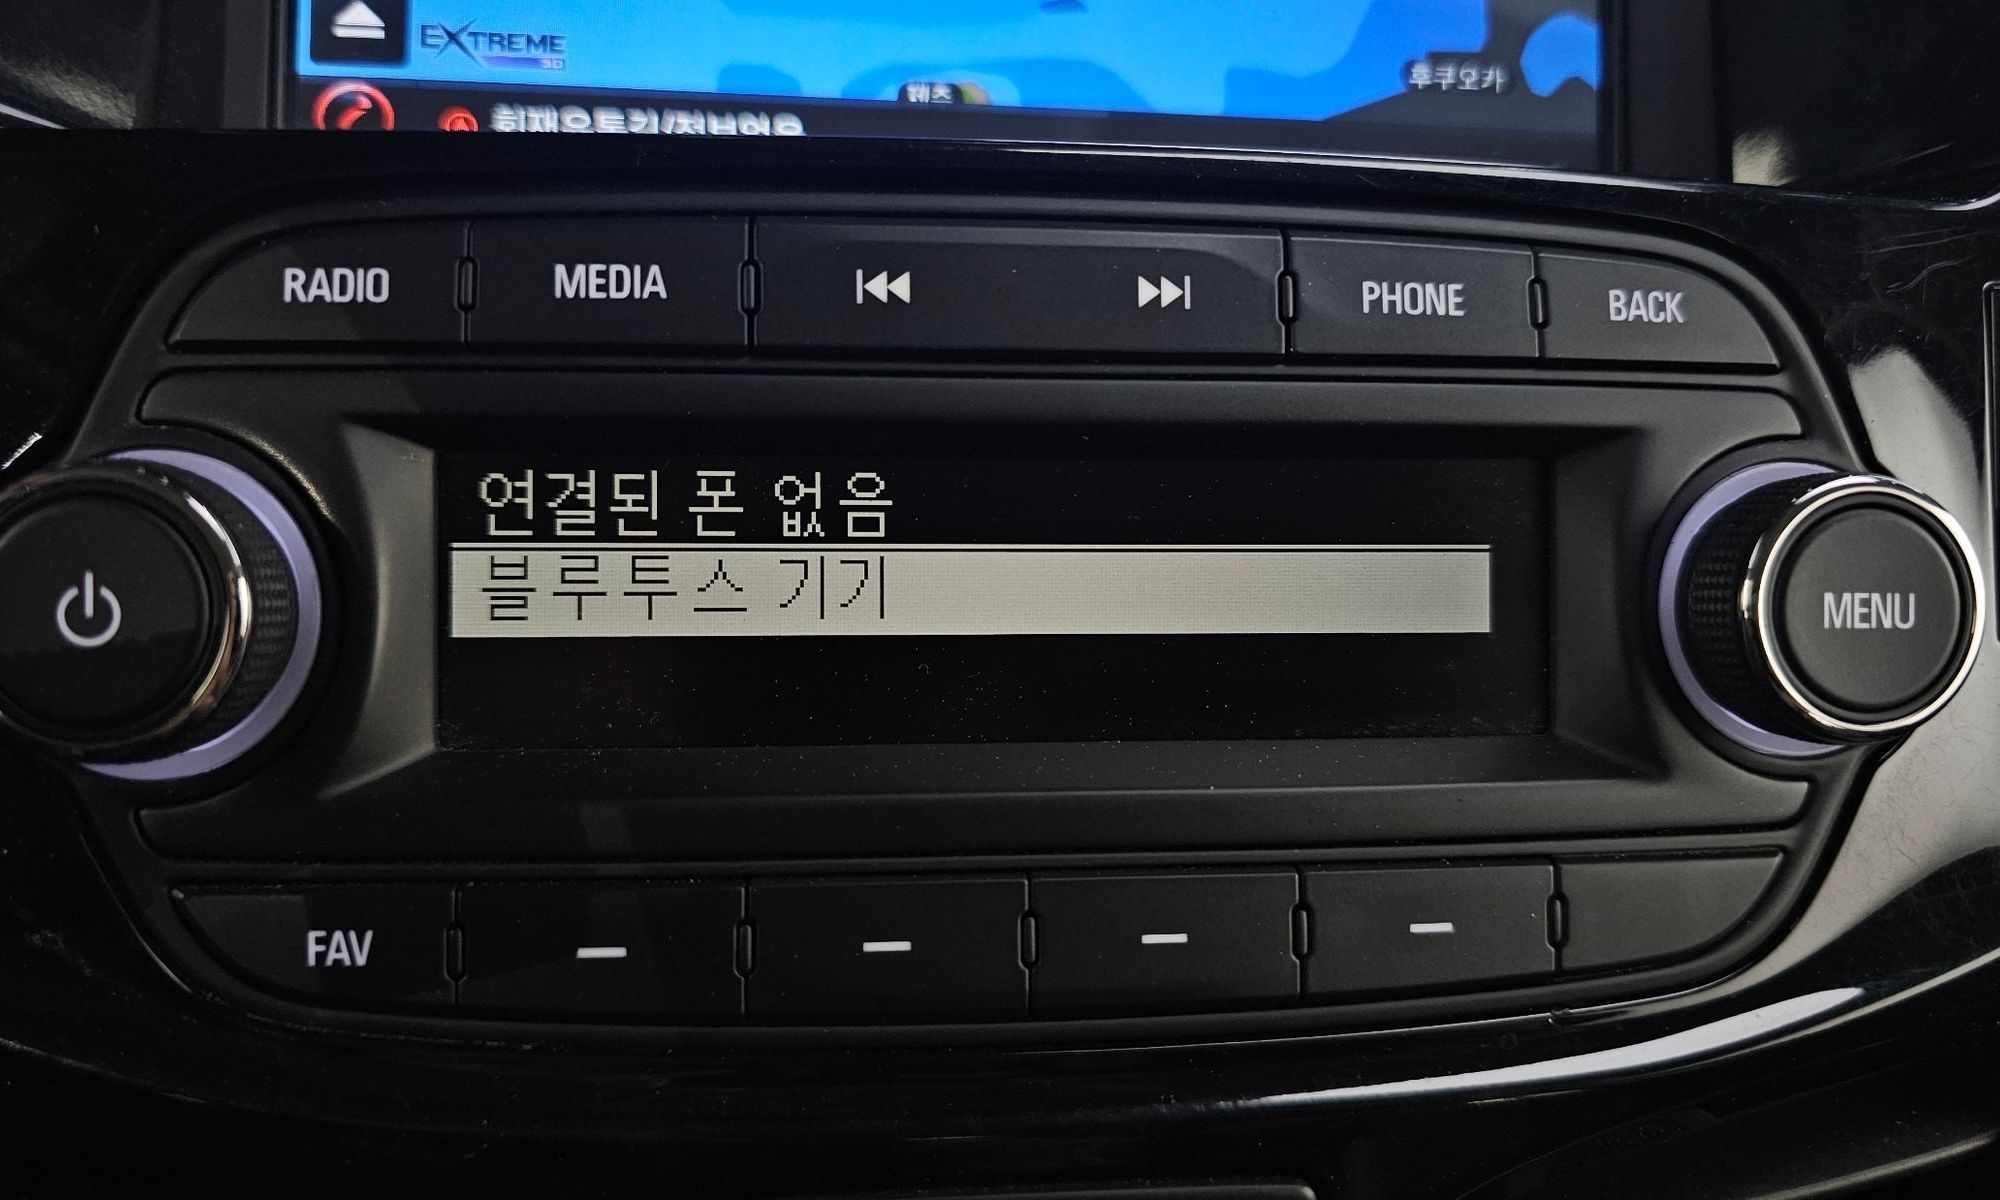 EXTREME
3D
후쿠오카
RADIO
MEDIA
PHONE
BACK
연결된 폰 없음
블루투스 기기
MENU
FAV